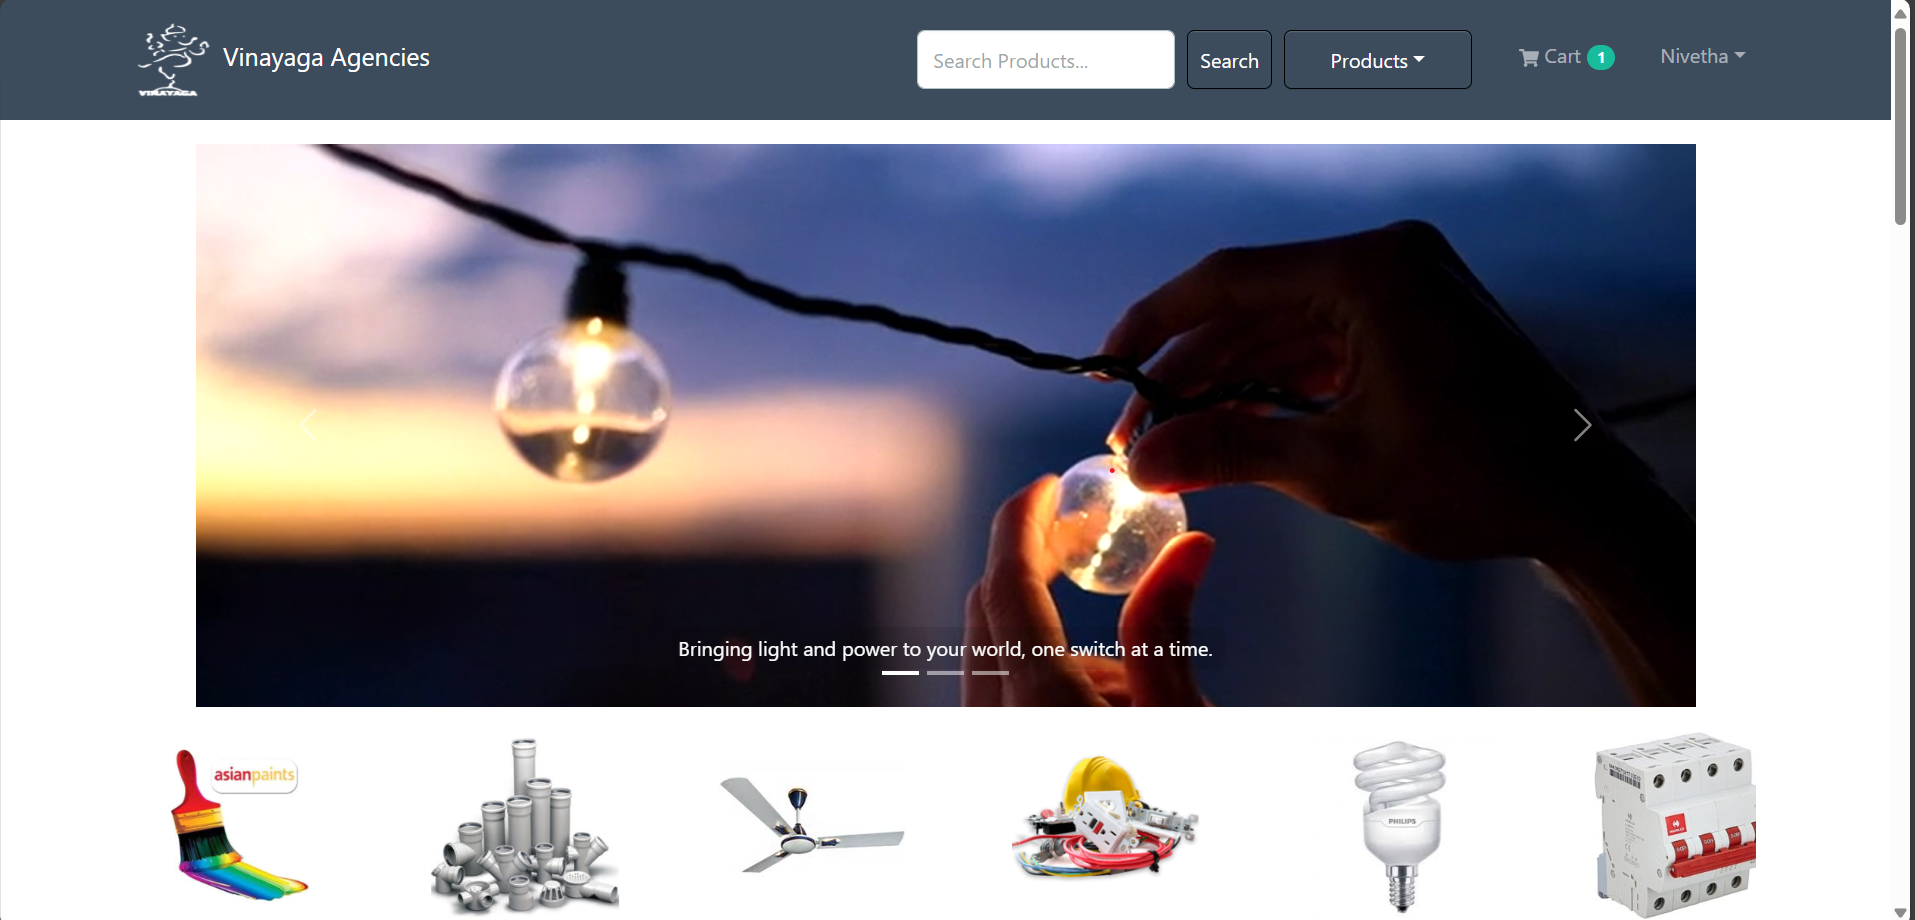 VINAYAGA
Vinayaga Agencies
Search Products...
Search
Products
Cart 1
Nivetha
Bringing light and power to your world, one switch at a time.
asianpaints
PHILIPS